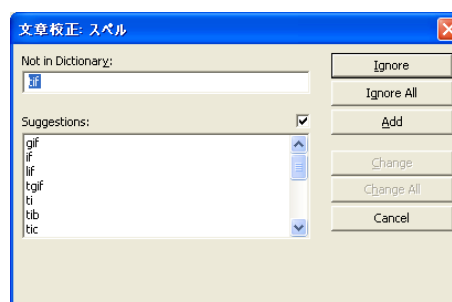 文章校正: スペル
Not in Dictionary:
tif
Suggestions:
gif
if
lif
tgif
ti
tib
tic
Ignore
Ignore All
Add
Change
Change All
Cancel